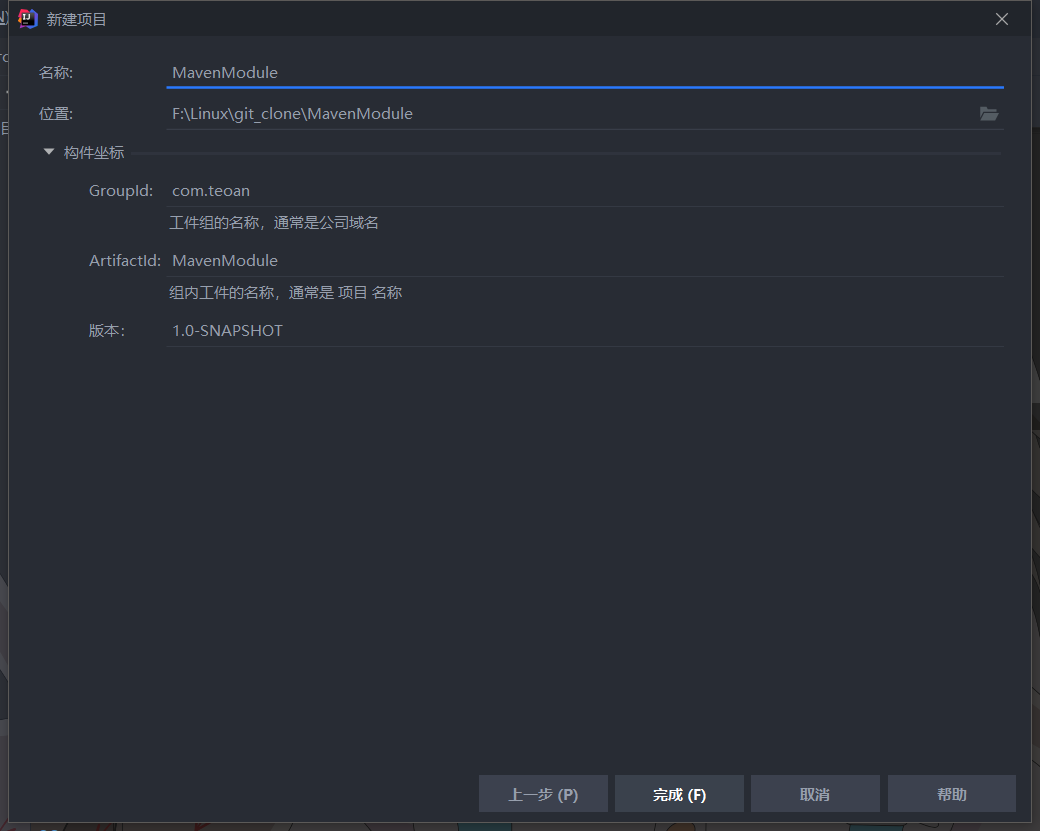 新建项目
名称: MavenModule
位置: F:\Linux\git_clone\MavenModule
构件坐标
GroupId: com.teoan
工件组的名称，通常是公司域名
ArtifactId: MavenModule
组内工件的名称，通常是 项目 名称
版本: 1.0-SNAPSHOT
上一步 (P) 完成 (F) 取消 帮助